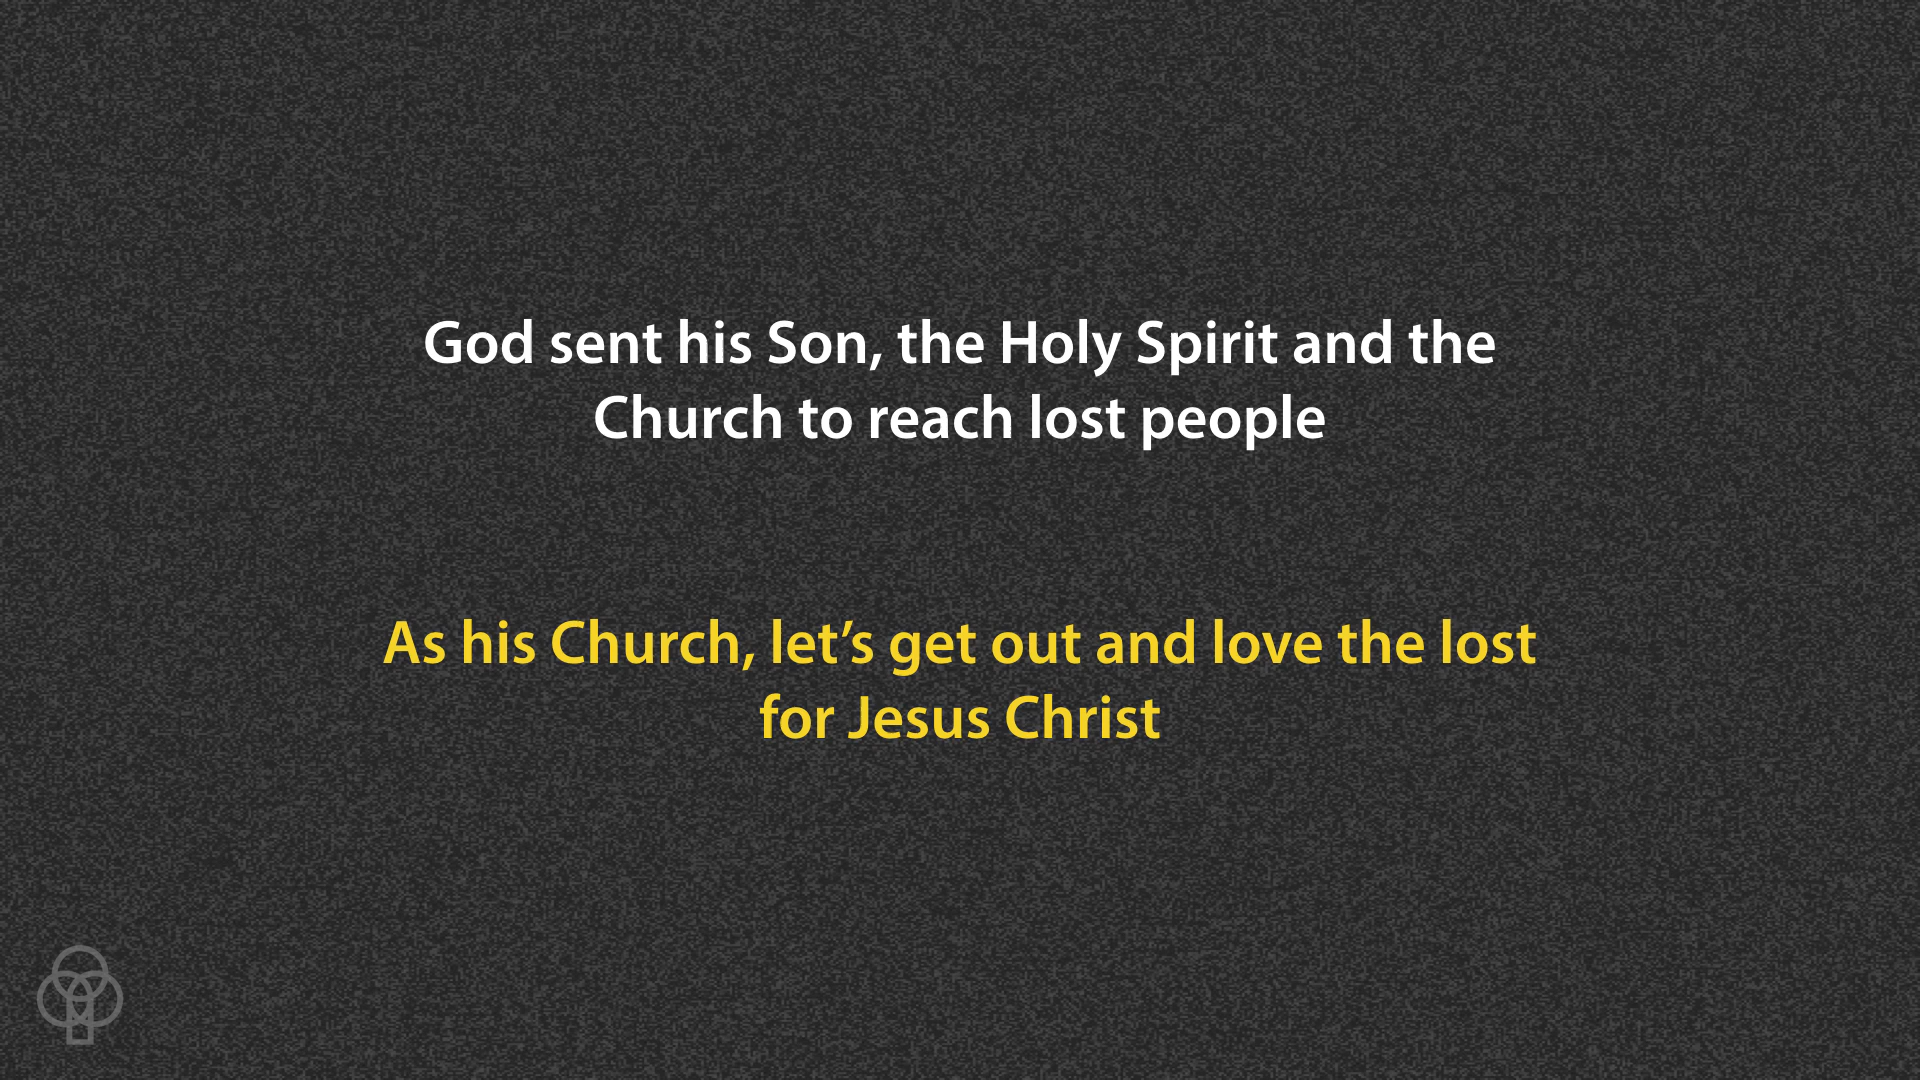 God sent his Son, the Holy Spirit and the
Church to reach lost people
As his Church, let’s get out and love the lost
for Jesus Christ